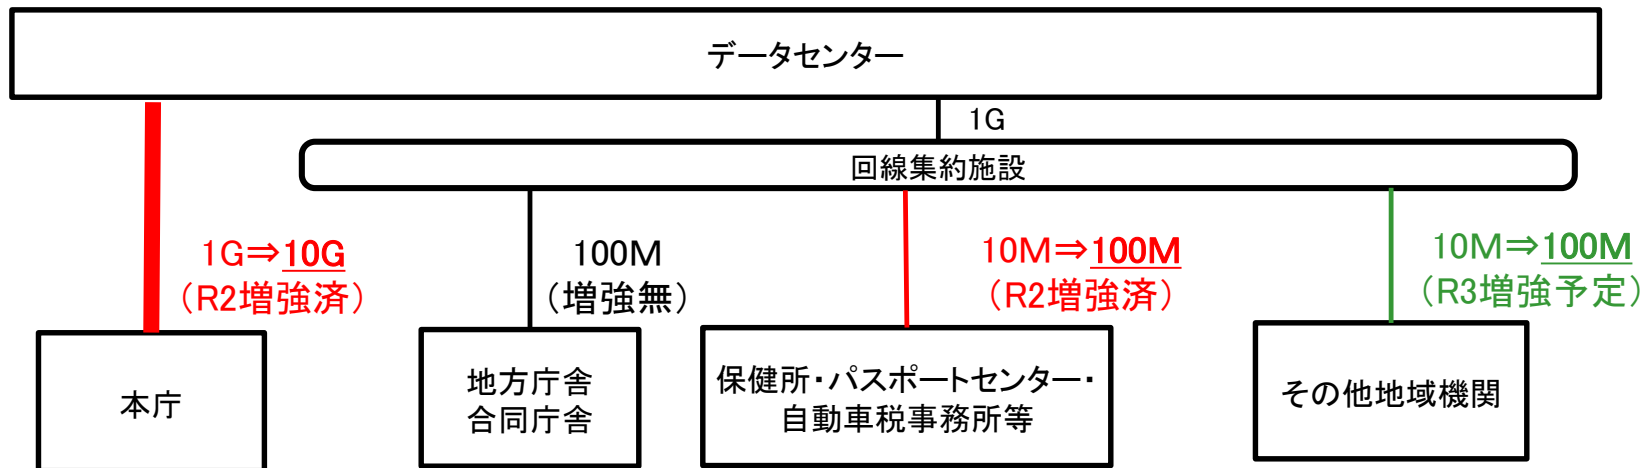 データセンター
1G
回線集約施設
1G⇒10G
（R2増強済）
100M
（増強無）
10M⇒100M
（R2増強済）
10M⇒100M
（R3増強予定）
本庁
地方庁舎
合同庁舎
保健所・パスポートセンター・
自動車税事務所等
その他地域機関